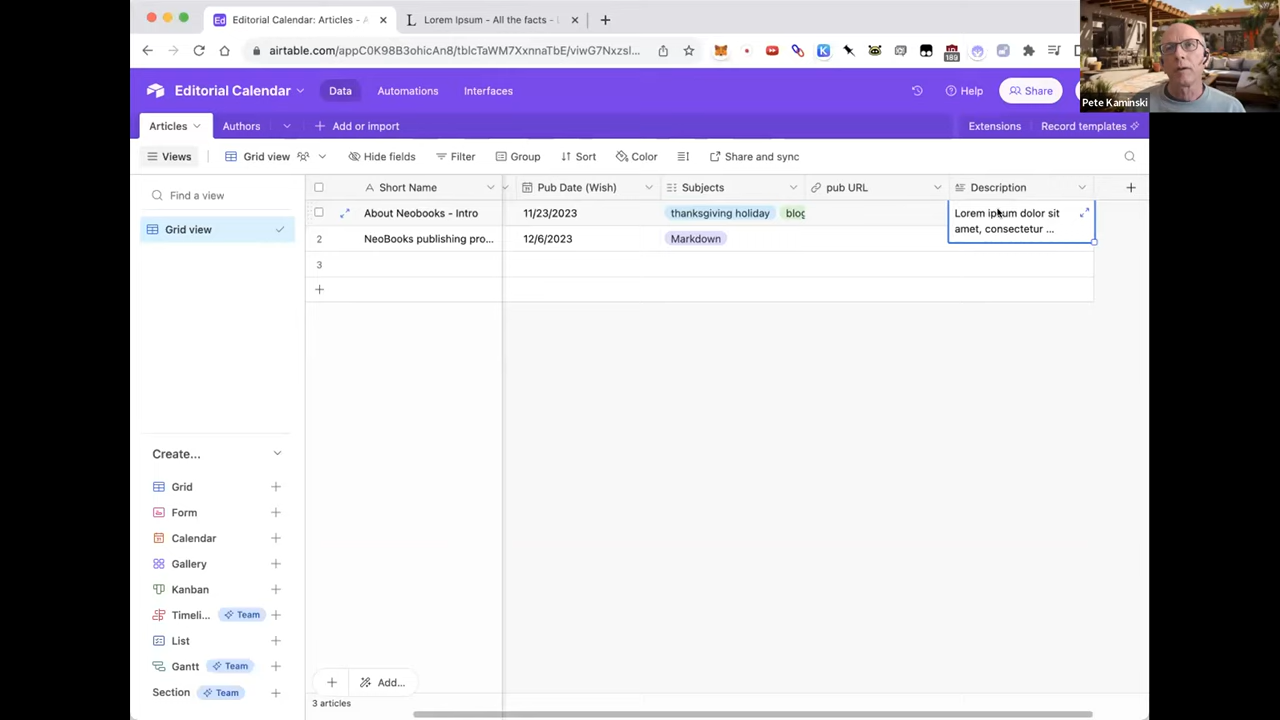 Editorial Calendar: Articles - A
Lorem Ipsum - All the facts -
airtable.com/appC0K98B3ohicAn8/tblcTaWM7XxnnaTbE/viwG7Nxzsl...
189
Pete Kaminski
Editorial Calendar
Data
Automations
Interfaces
Help
Share
Articles
Authors
Add or import
Extensions
Record templates
Views
Grid view
Hide fields
Filter
Group
Sort
Color
Share and sync
Find a view
Grid view
Short Name
Pub Date (Wish)
Subjects
pub URL
Description
About Neobooks - Intro
11/23/2023
thanksgiving holiday
blog
Lorem ipsum dolor sit
amet, consectetur ...
2
NeoBooks publishing pro...
12/6/2023
Markdown
3
Create...
Grid
Form
Calendar
Gallery
Kanban
Timeli...
Team
List
Gantt
Team
Section
Team
Add...
3 articles